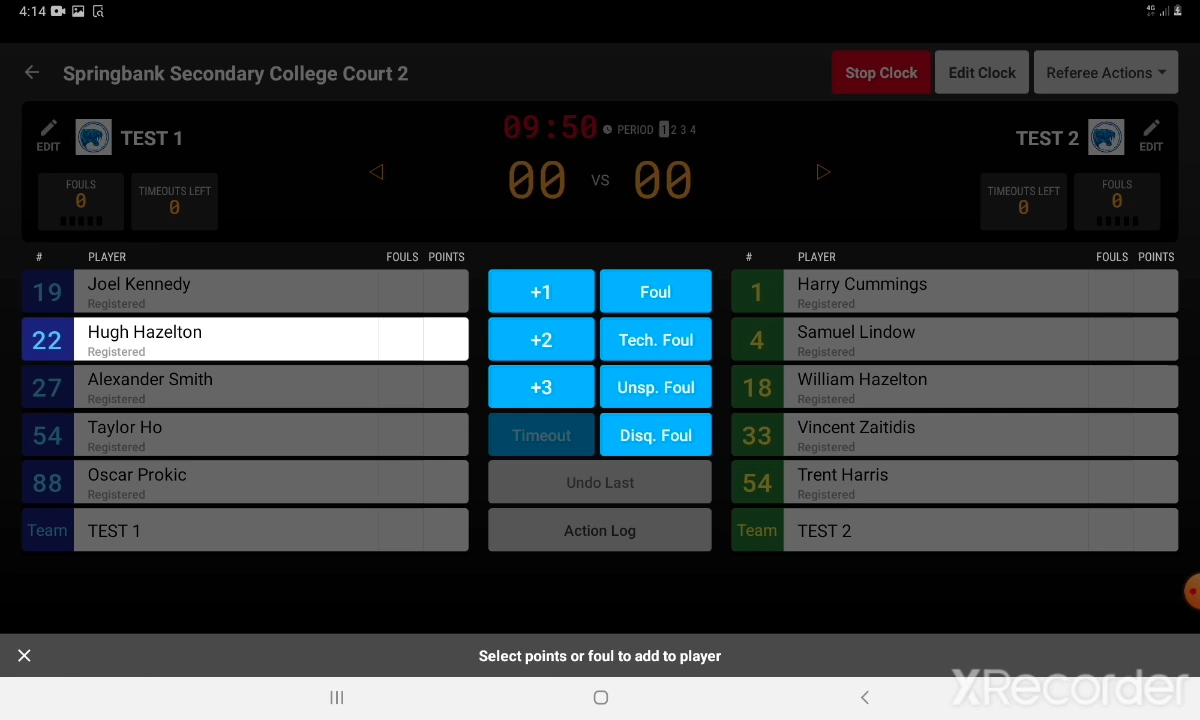 4:14
4G
Springbank Secondary College Court 2
Stop Clock
Edit Clock
Referee Actions
EDIT
TEST 1
09:50
PERIOD 1 2 3 4
TEST 2
EDIT
FOULS
0
TIMEOUTS LEFT
0
00 VS 00
TIMEOUTS LEFT
0
FOULS
0
# PLAYER FOULS POINTS
19 Joel Kennedy
Registered
22 Hugh Hazelton
Registered
27 Alexander Smith
Registered
54 Taylor Ho
Registered
88 Oscar Prokic
Registered
Team TEST 1
+1 Foul
+2 Tech. Foul
+3 Unsp. Foul
Timeout Disq. Foul
Undo Last
Action Log
# PLAYER FOULS POINTS
1 Harry Cummings
Registered
4 Samuel Lindow
Registered
18 William Hazelton
Registered
33 Vincent Zaitidis
Registered
54 Trent Harris
Registered
Team TEST 2
Select points or foul to add to player
XRecorder